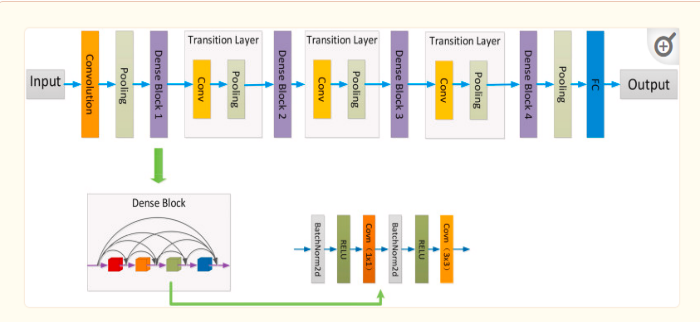 Input
Convolution
Pooling
Dense Block 1
Transition Layer
Conv
Pooling
Dense Block 2
Transition Layer
Conv
Pooling
Dense Block 3
Transition Layer
Conv
Pooling
Dense Block 4
Pooling
FC
Output
Dense Block
BatchNorm2d
RELU
Covn（1x1）
BatchNorm2d
RELU
Covn（3x3）